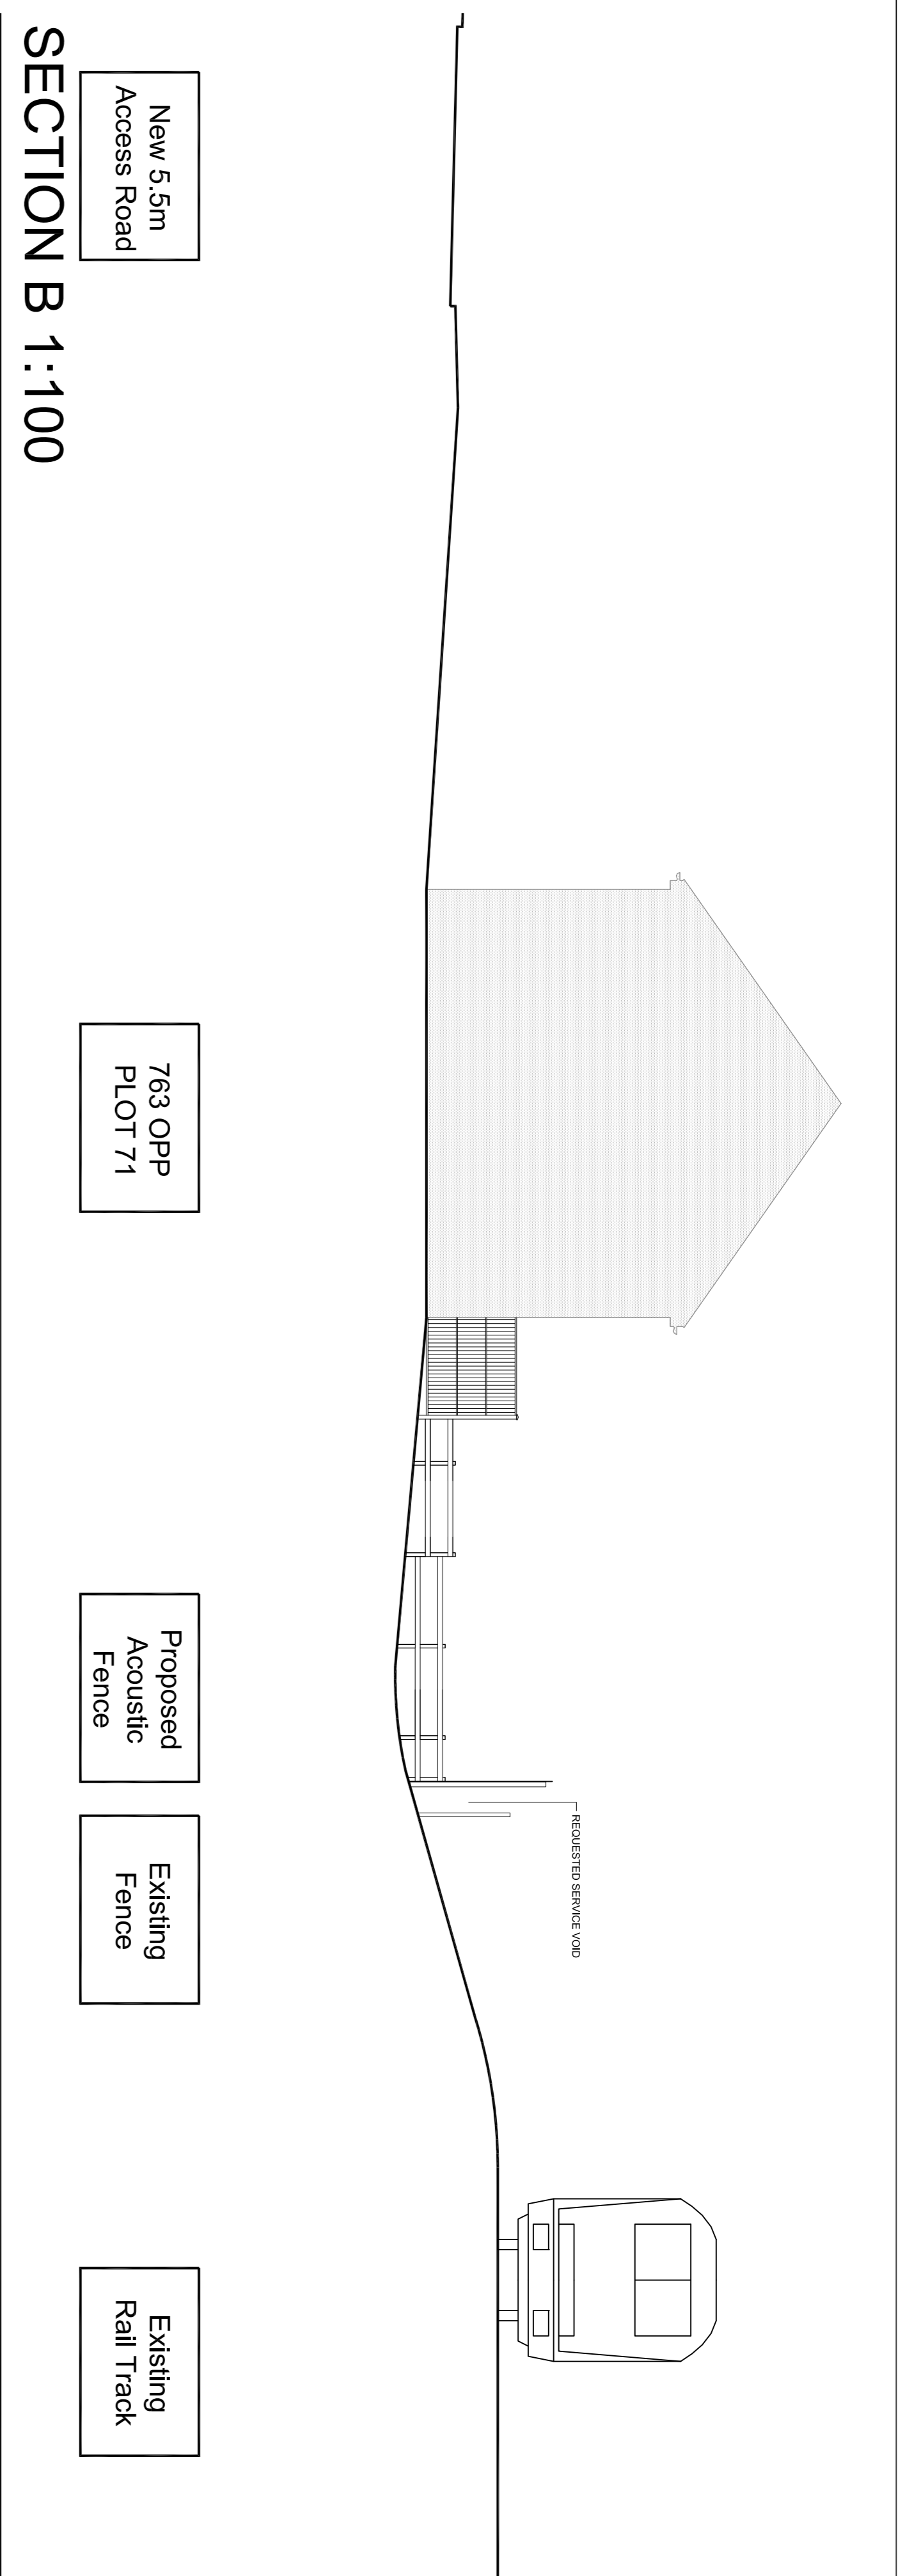 REQUESTED SERVICE VOID
New 5.5m
Access Road
763 OPP
PLOT 71
Proposed
Acoustic
Fence
Existing
Fence
Existing
Rail Track
SECTION B 1:100